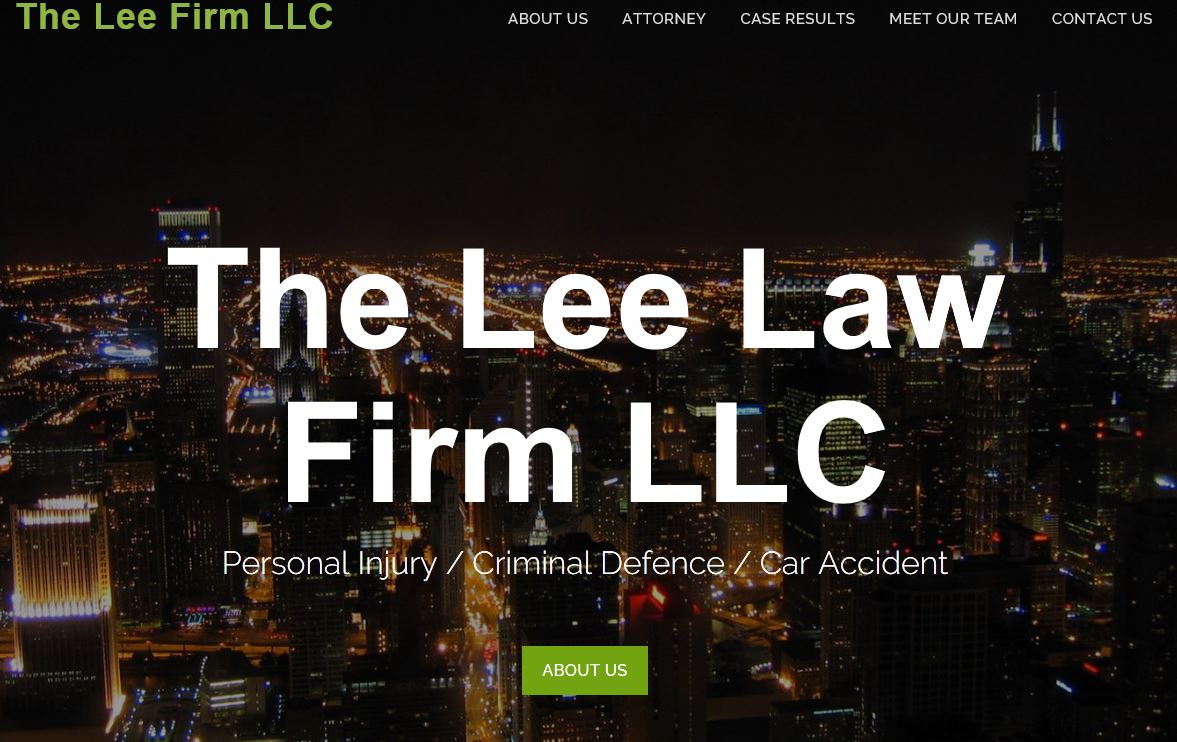 The Lee Firm LLC
ABOUT US ATTORNEY CASE RESULTS MEET OUR TEAM CONTACT US
The Lee Law
Firm LLC
Personal Injury / Criminal Defence / Car Accident
ABOUT US